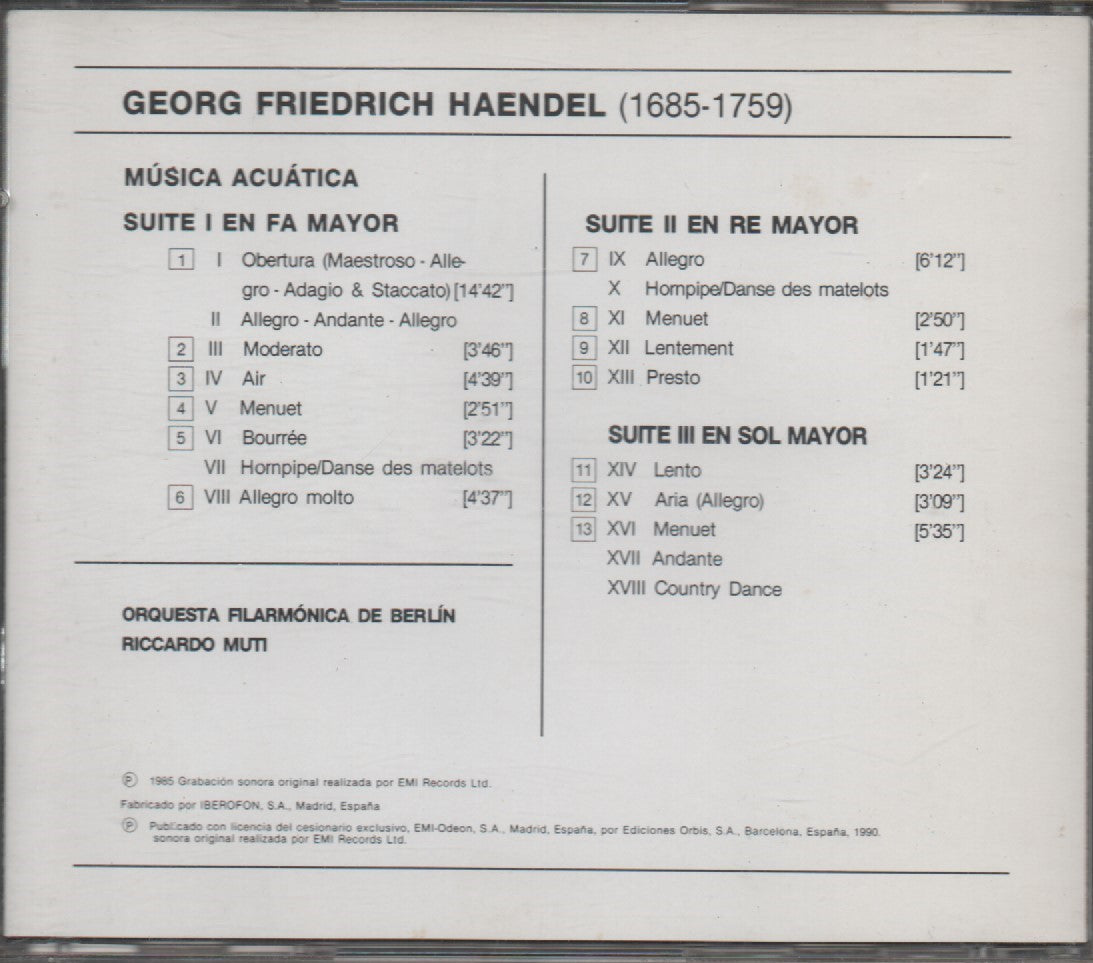 GEORG FRIEDRICH HAENDEL (1685-1759)
MÚSICA ACUÁTICA
SUITE I EN FA MAYOR
1 I Obertura (Maestroso - Alle-
gro - Adagio & Staccato) [14'42"]
II Allegro - Andante - Allegro
2 III Moderato [3'46"]
3 IV Air [4'39"]
4 V Menuet [2'51"]
5 VI Bourrée [3'22"]
VII Hornpipe/Danse des matelots
6 VIII Allegro molto [4'37"]
ORQUESTA FILARMÓNICA DE BERLÍN
RICCARDO MUTI
SUITE II EN RE MAYOR
7 IX Allegro [6'12"]
X Hornpipe/Danse des matelots
8 XI Menuet [2'50"]
9 XII Lentement [1'47"]
10 XIII Presto [1'21"]
SUITE III EN SOL MAYOR
11 XIV Lento [3'24"]
12 XV Aria (Allegro) [3'09"]
13 XVI Menuet [5'35"]
XVII Andante
XVIII Country Dance
Ⓟ 1985 Grabación sonora original realizada por EMI Records Ltd.
Fabricado por IBEROFON, S.A., Madrid, España
Ⓟ Publicado con licencia del cesionario exclusivo, EMI-Odeon, S.A., Madrid, España, por Ediciones Orbis, S.A., Barcelona, España, 1990.
sonora original realizada por EMI Records Ltd.